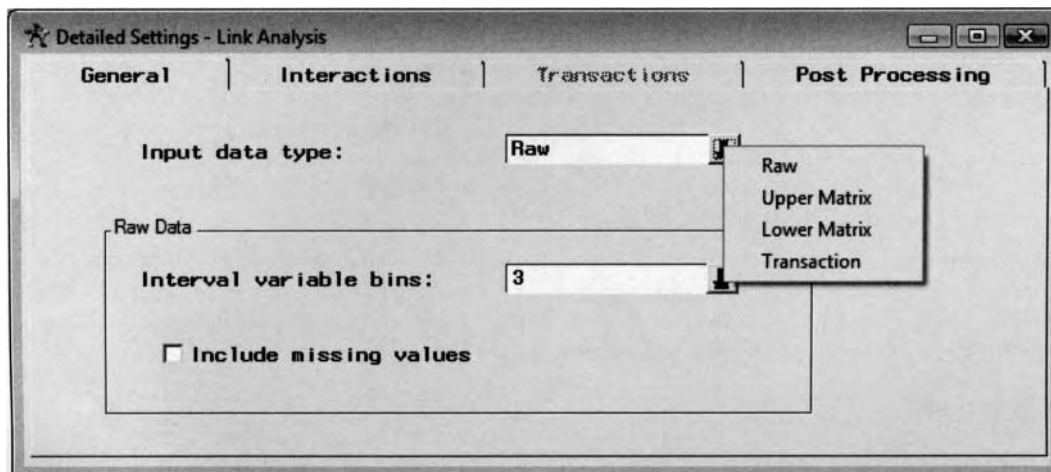 Detailed Settings - Link Analysis
General Interactions Transactions Post Processing
Input data type: Raw
Raw
Upper Matrix
Lower Matrix
Transaction
Raw Data
Interval variable bins: 3
Include missing values